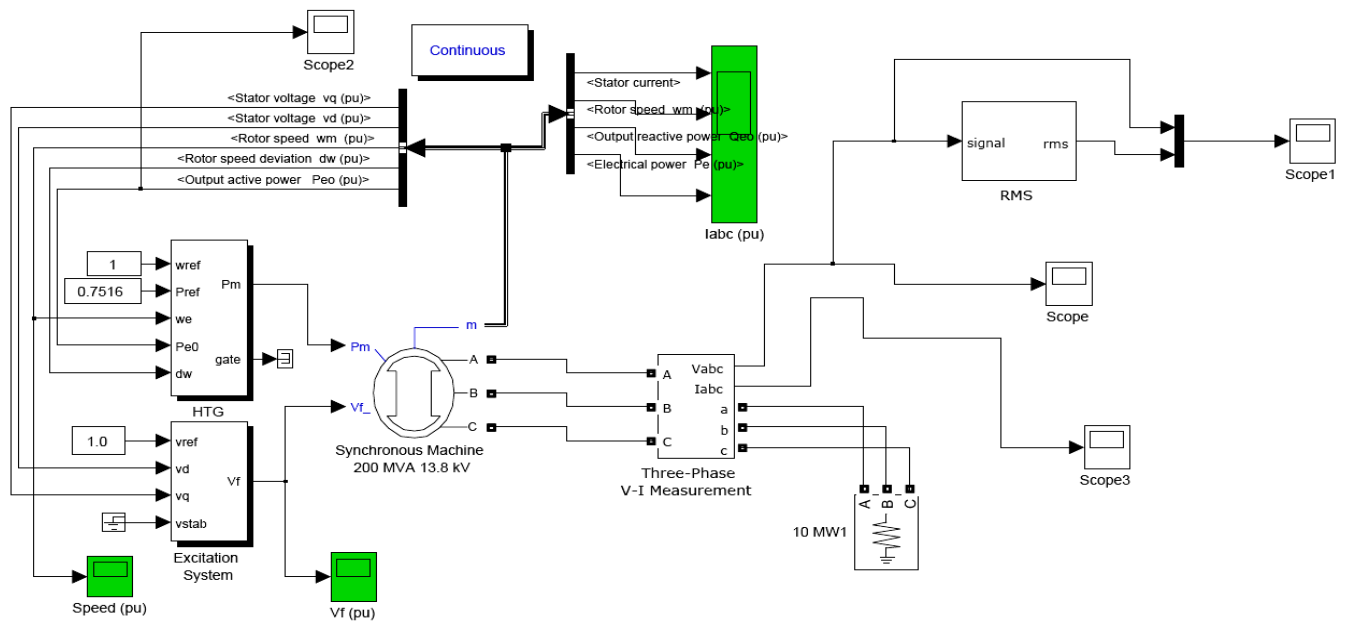 Scope2
Continuous
<Stator voltage  vq (pu)>
<Stator voltage  vd (pu)>
<Rotor speed  wm  (pu)>
<Rotor speed deviation  dw (pu)>
<Output active power   Peo (pu)>
<Stator current>
<Rotor speed  wm  (pu)>
<Output reactive power  Qeo (pu)>
<Electrical power  Pe (pu)>
Iabc (pu)
signal
rms
RMS
Scope1
1
0.7516
wref
Pref
we
Pe0
dw
Pm
gate
HTG
1.0
vref
vd
vq
vstab
Vf
Excitation
System
Speed (pu)
Vf (pu)
m
Pm
Vf_
A
B
C
Synchronous Machine
200 MVA 13.8 kV
A
B
C
Vabc
Iabc
a
b
c
Three-Phase
V-I Measurement
Scope
Scope3
A
B
C
10 MW1